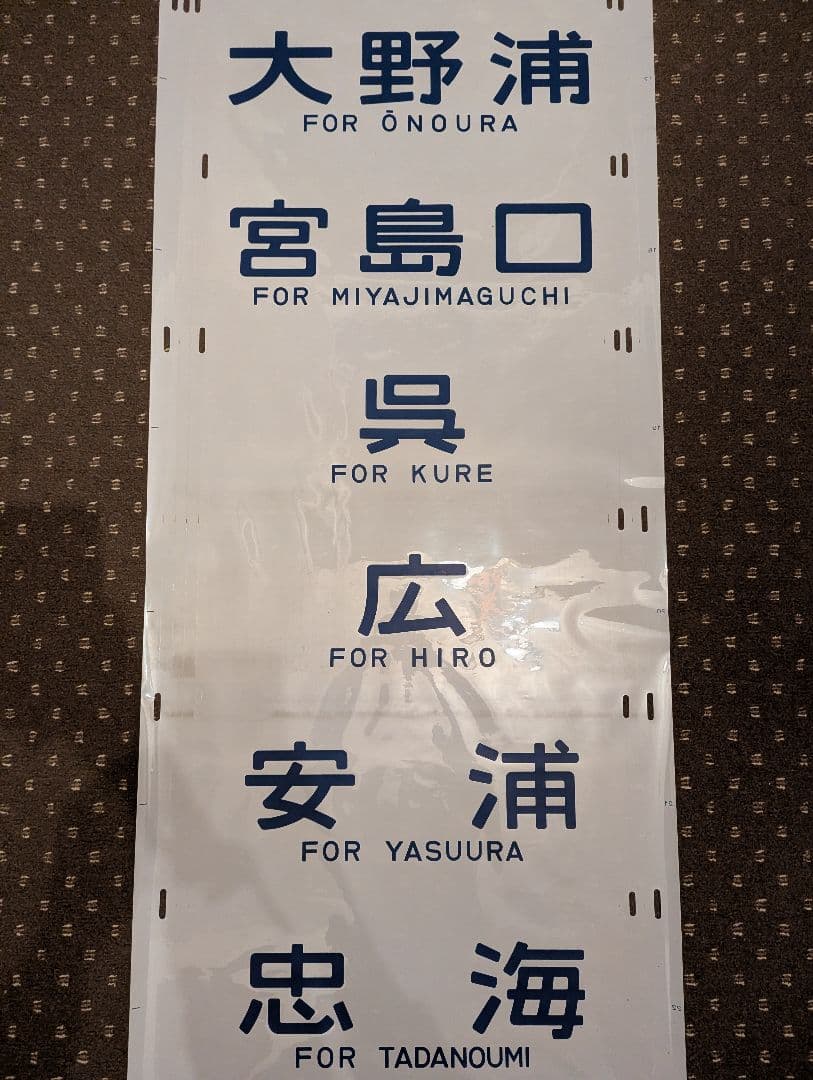 大野浦
FOR ŌNOURA
宮島口
FOR MIYAJIMAGUCHI
呉
FOR KURE
広
FOR HIRO
安浦
FOR YASUURA
忠海
FOR TADANOUMI